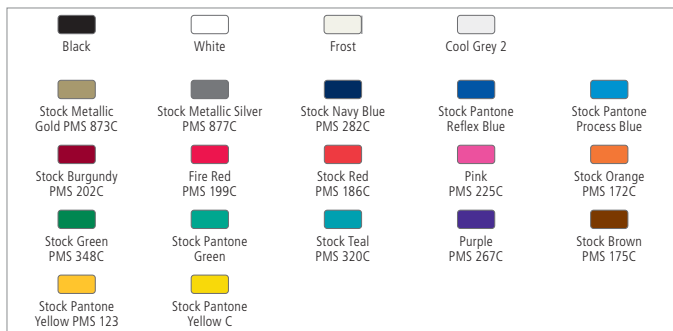 Black
White
Frost
Cool Grey 2
Stock Metallic
Gold PMS 873C
Stock Metallic Silver
PMS 877C
Stock Navy Blue
PMS 282C
Stock Pantone
Reflex Blue
Stock Pantone
Process Blue
Stock Burgundy
PMS 202C
Fire Red
PMS 199C
Stock Red
PMS 186C
Pink
PMS 225C
Stock Orange
PMS 172C
Stock Green
PMS 348C
Stock Pantone
Green
Stock Teal
PMS 320C
Purple
PMS 267C
Stock Brown
PMS 175C
Stock Pantone
Yellow PMS 123
Stock Pantone
Yellow C